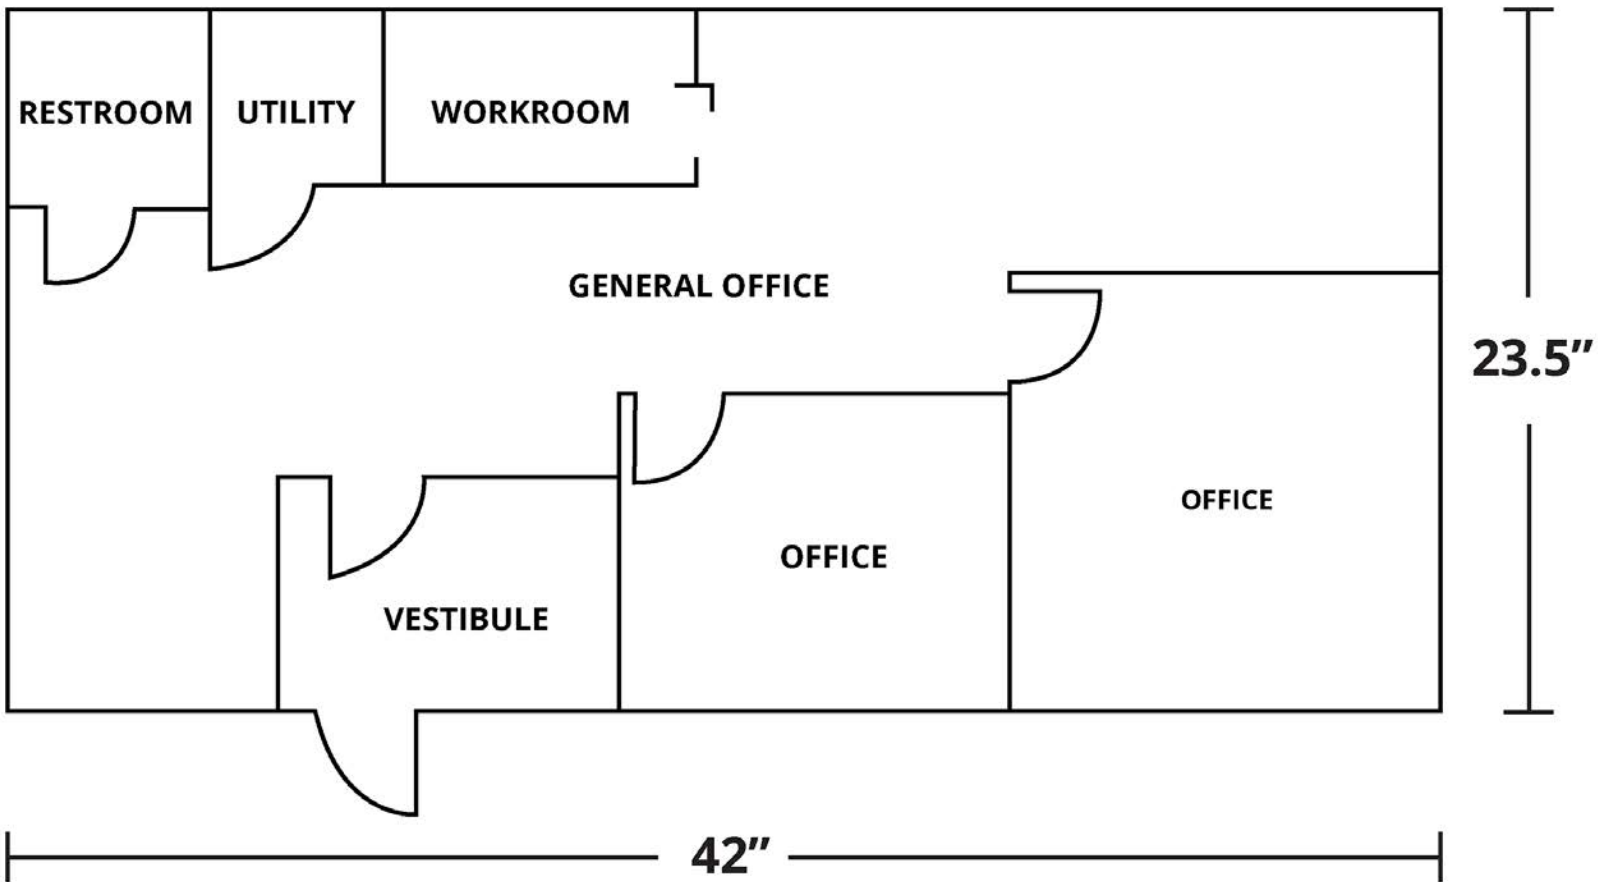 RESTROOM
UTILITY
WORKROOM
GENERAL OFFICE
23.5”
OFFICE
OFFICE
VESTIBULE
42”